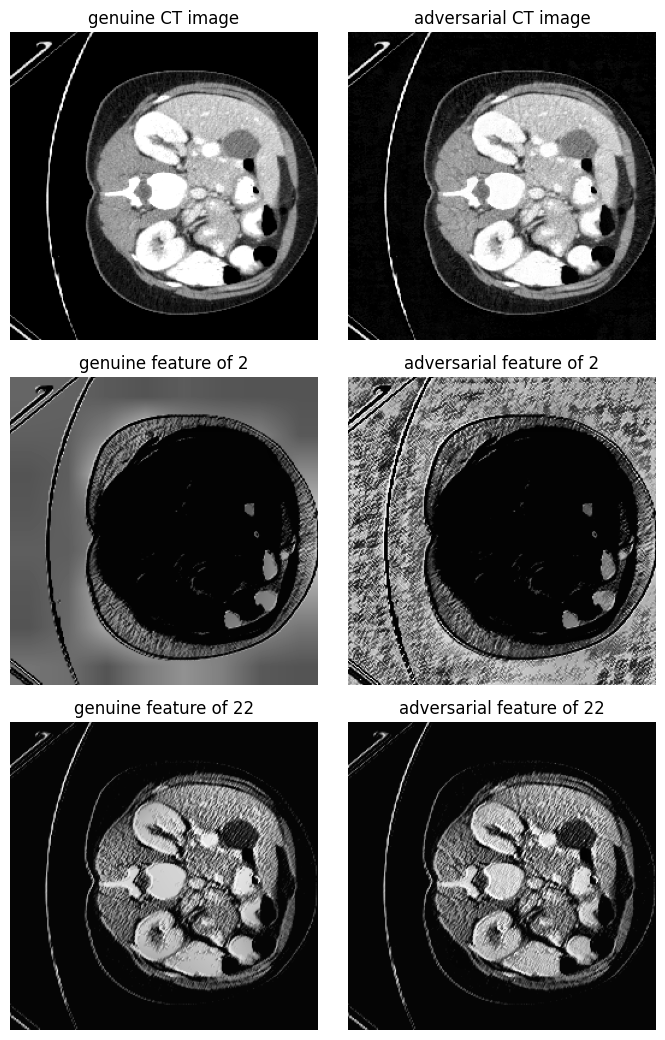 genuine CT image
adversarial CT image
genuine feature of 2
adversarial feature of 2
genuine feature of 22
adversarial feature of 22